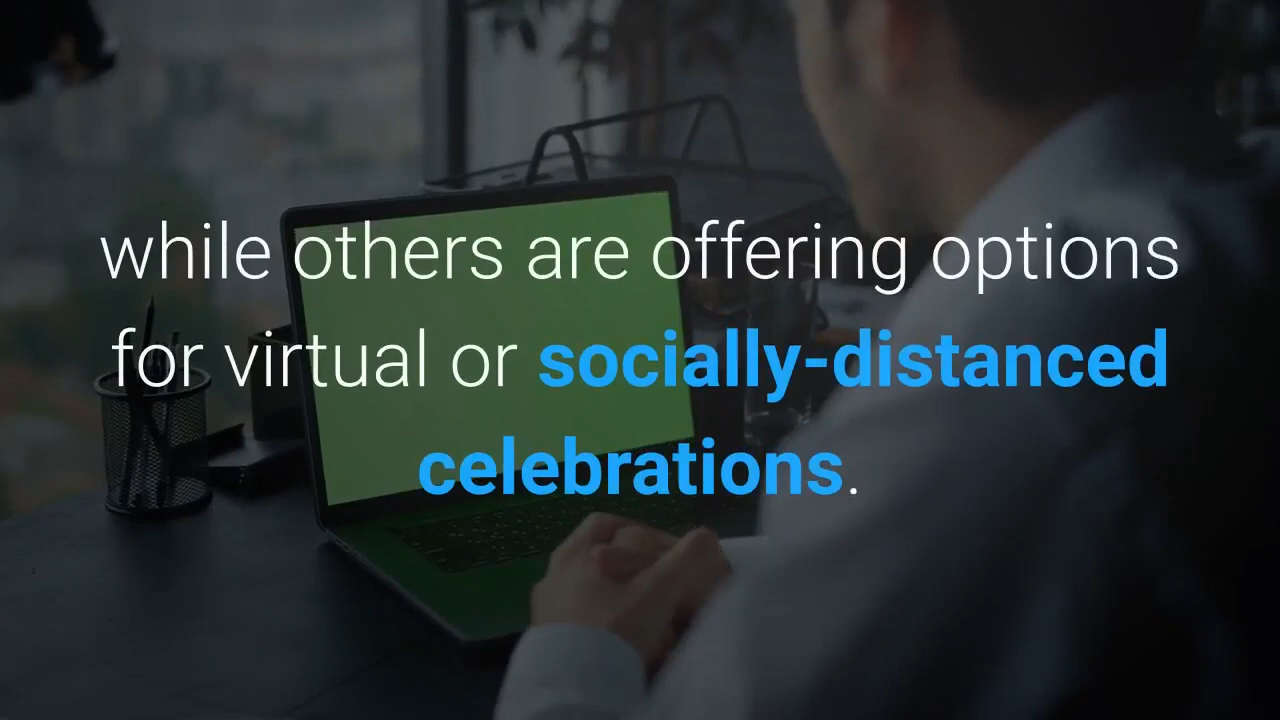 while others are offering options
for virtual or socially-distanced
celebrations.